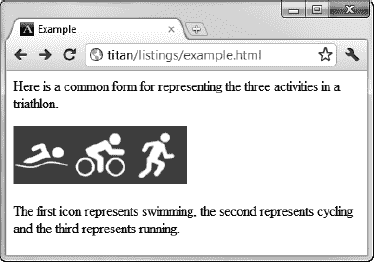 Example
titan/listings/example.html
Here is a common form for representing the three activities in a
triathlon.
The first icon represents swimming, the second represents cycling
and the third represents running.